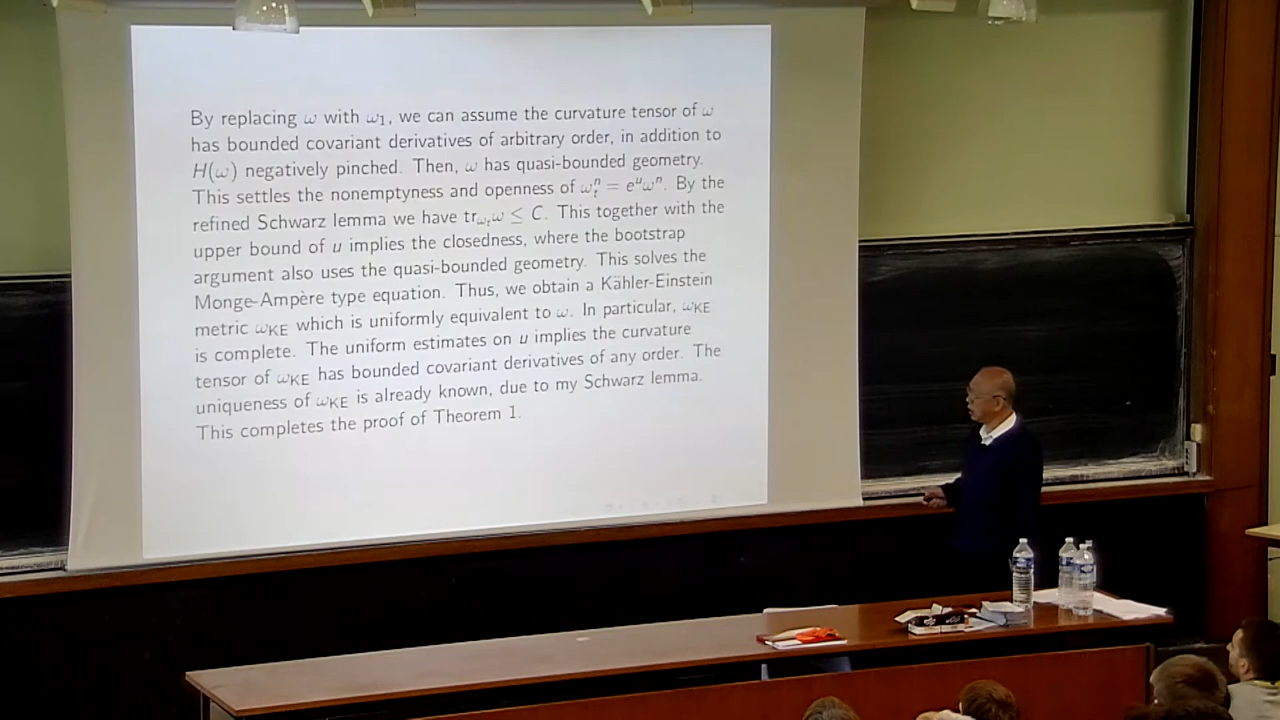 By replacing ω with ω₁, we can assume the curvature tensor of ω
has bounded covariant derivatives of arbitrary order, in addition to
H(ω) negatively pinched. Then, ω has quasi-bounded geometry.
This settles the nonemptyness and openness of ωₜⁿ = eᵘωⁿ. By the
refined Schwarz lemma we have tr_{ωₜ}ω ≤ C. This together with the
upper bound of u implies the closedness, where the bootstrap
argument also uses the quasi-bounded geometry. This solves the
Monge-Ampère type equation. Thus, we obtain a Kähler-Einstein
metric ω_KE which is uniformly equivalent to ω. In particular, ω_KE
is complete. The uniform estimates on u implies the curvature
tensor of ω_KE has bounded covariant derivatives of any order. The
uniqueness of ω_KE is already known, due to my Schwarz lemma.
This completes the proof of Theorem 1.